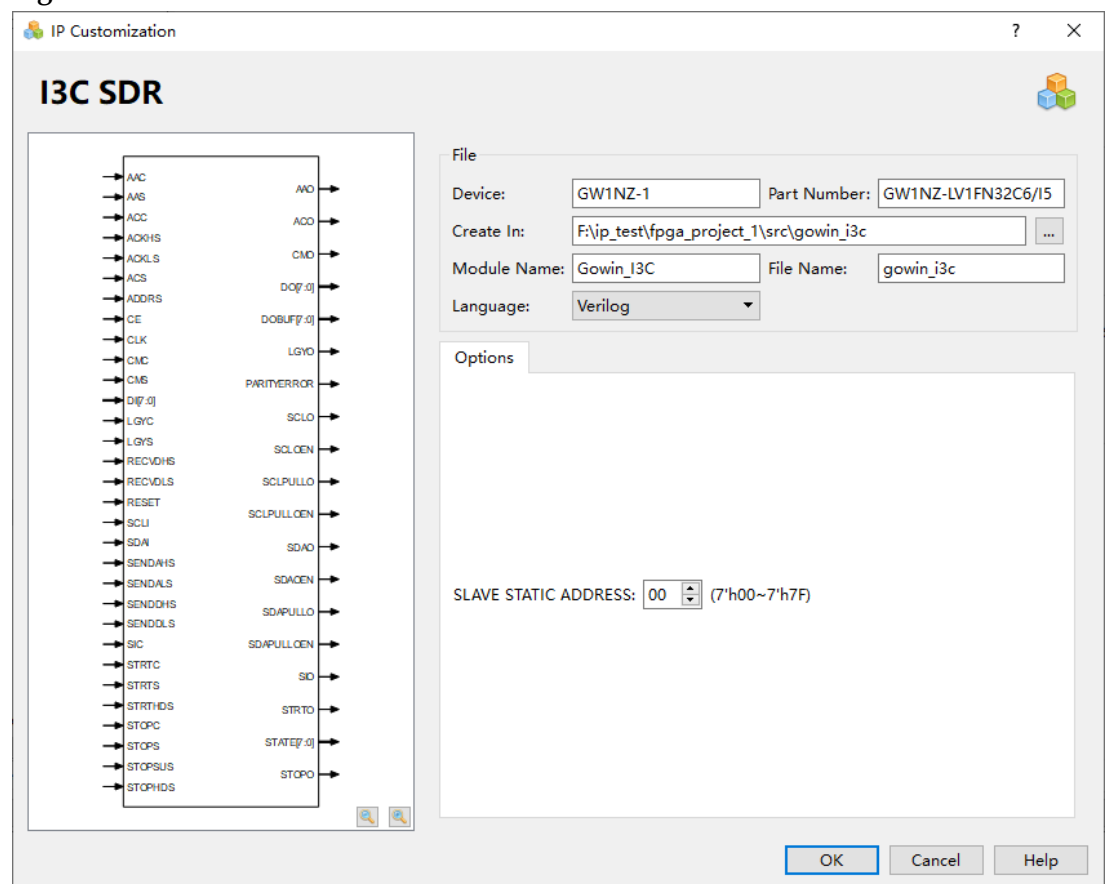 IP Customization
?
I3C SDR
AAC
AAS
ACC
ACKHS
ACKLS
ACS
ADDRS
CE
CLK
CMC
CMS
DI[7:0]
LGYC
LGYS
RECVDHS
RECVDLS
RESET
SCLI
SDAI
SENDAHS
SENDALS
SENDDHS
SENDDLS
SIC
STRTC
STRTS
STRTHDS
STOPC
STOPS
STOPSUS
STOPHDS
AAO
ACO
CMO
DO[7:0]
DOBUF[7:0]
LGYO
PARITYERROR
SCLO
SCLOEN
SCLPULLO
SCLPULLOEN
SDAO
SDAOEN
SDAPULLO
SDAPULLOEN
SIO
STRTO
STATE[7:0]
STOPO
File
Device: GW1NZ-1 Part Number: GW1NZ-LV1FN32C6/I5
Create In: F:\ip_test\fpga_project_1\src\gowin_i3c ...
Module Name: Gowin_I3C File Name: gowin_i3c
Language: Verilog
Options
SLAVE STATIC ADDRESS: 00 (7'h00~7'h7F)
OK Cancel Help